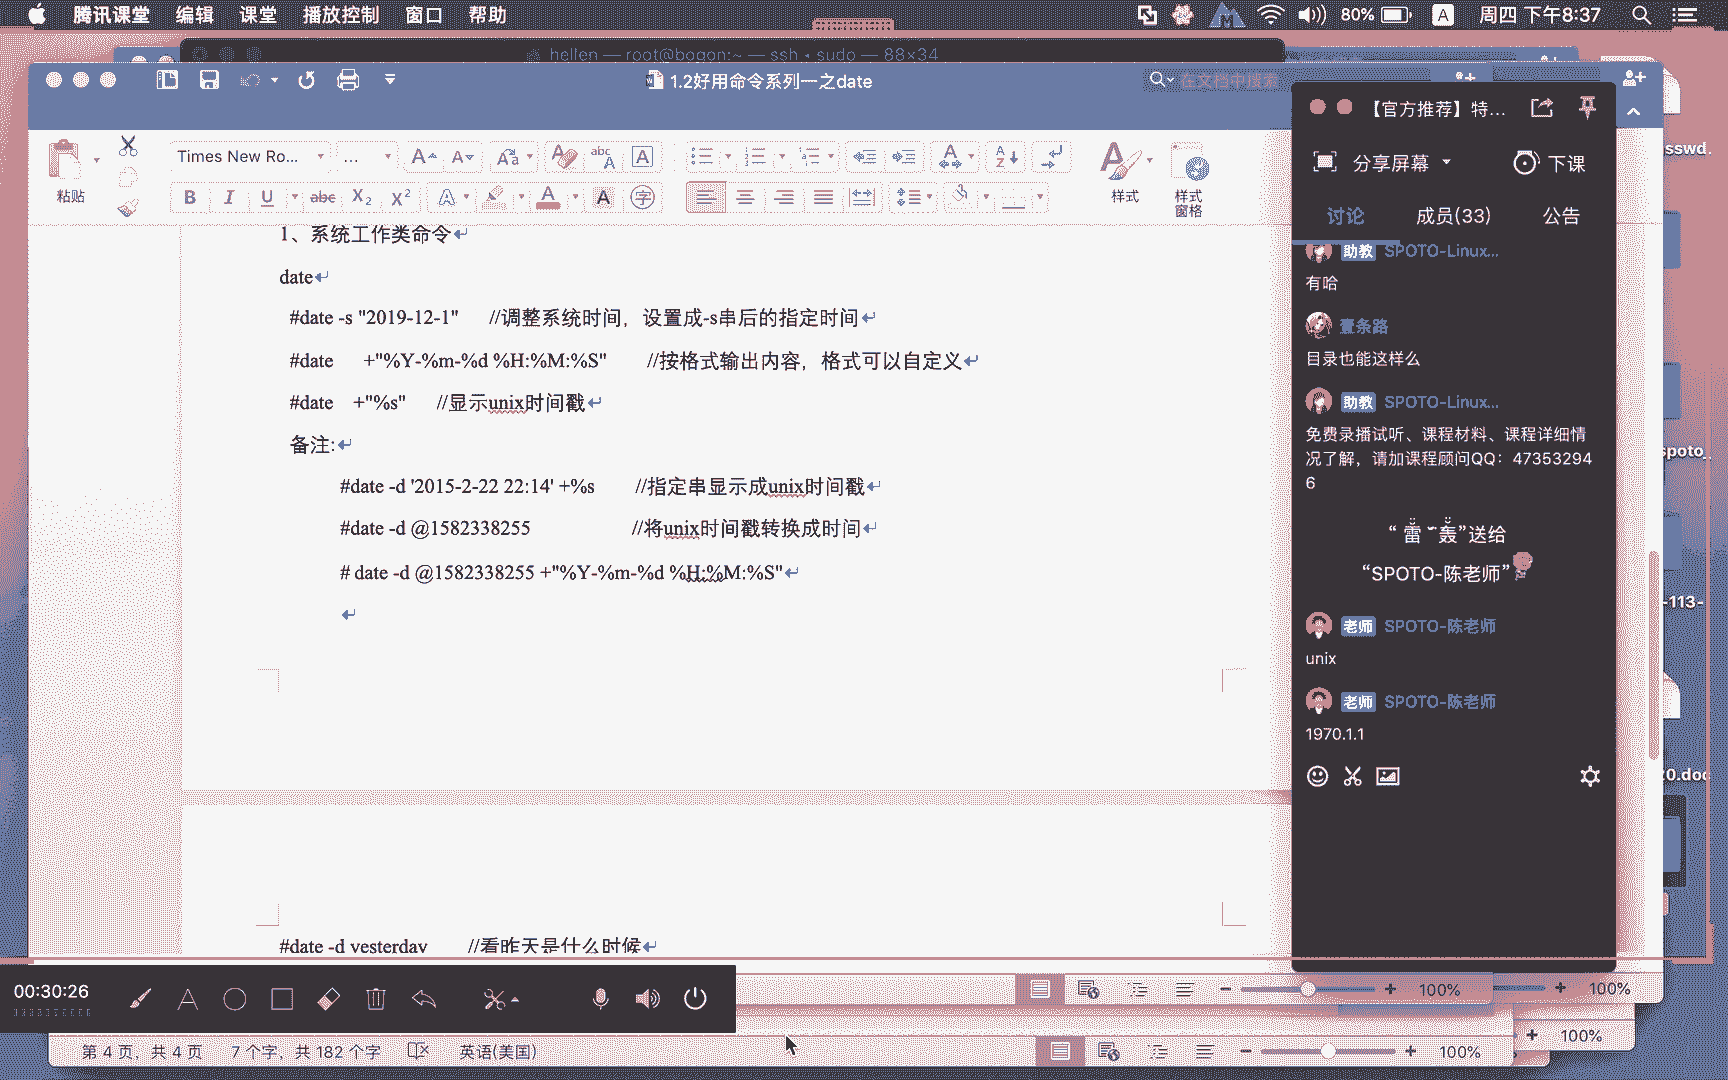 腾讯课堂 编辑 课堂 播放控制 窗口 帮助
80% A 周四 下午8:37
hellen — root@bogon:~ — ssh ◂ sudo — 88×34
1.2好用命令系列一之date
在文档中搜索
粘贴
Times New Ro... ...
样式
样式
窗格
1、系统工作类命令↵
date↵
#date -s "2019-12-1" //调整系统时间，设置成-s串后的指定时间↵
#date +"%Y-%m-%d %H:%M:%S" //按格式输出内容，格式可以自定义↵
#date +"%s" //显示unix时间戳↵
备注:↵
#date -d '2015-2-22 22:14' +%s //指定串显示成unix时间戳↵
#date -d @1582338255 //将unix时间戳转换成时间↵
# date -d @1582338255 +"%Y-%m-%d %H:%M:%S"↵
↵
#date -d yesterday //看昨天是什么时候↵
【官方推荐】特...
分享屏幕 下课
讨论 成员(33) 公告
助教 SPOTO-Linux...
有哈
壹条路
目录也能这样么
助教 SPOTO-Linux...
免费录播试听、课程材料、课程详细情
况了解，请加课程顾问QQ：47353294
6
“SPOTO-陈老师”
老师 SPOTO-陈老师
unix
老师 SPOTO-陈老师
1970.1.1
sswd.
spoto_
-113-
0.doc
00:30:26
100% 100%
100%
第 4 页，共 4 页 7 个字，共 182 个字 英语(美国) 100%